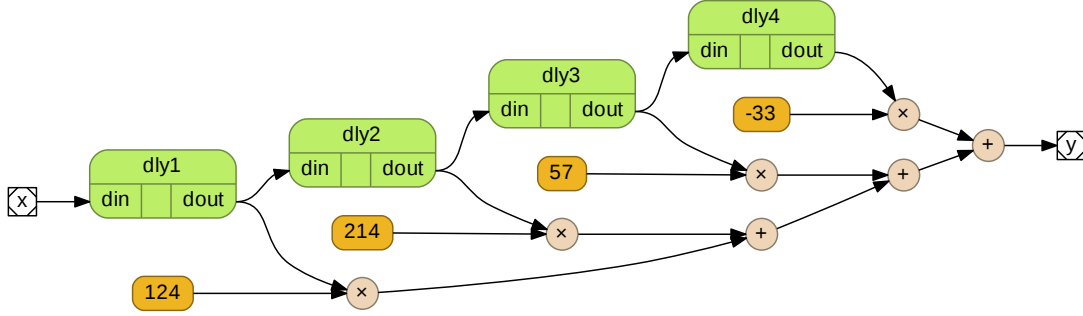 dly4
din dout
dly3
din dout
-33
×
dly2
+
y
din dout
dly1
57
×
+
din dout
x
214
×
+
124
×